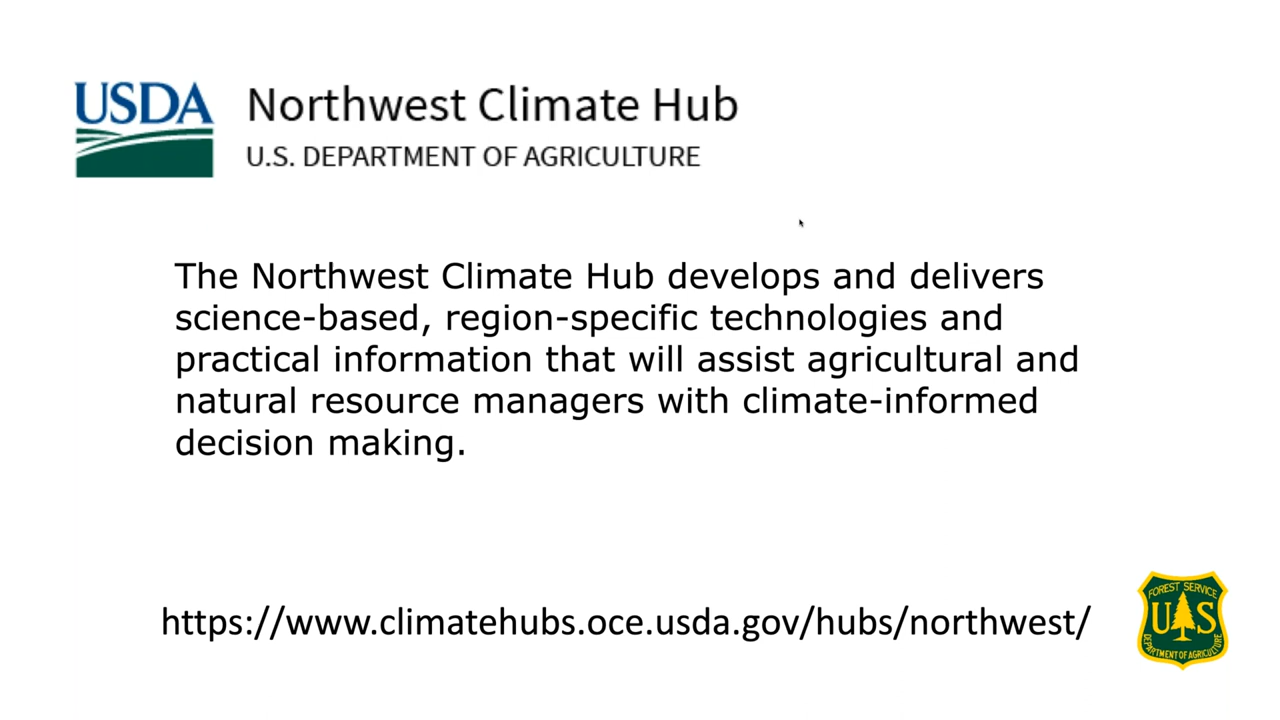 USDA
Northwest Climate Hub
U.S. DEPARTMENT OF AGRICULTURE
The Northwest Climate Hub develops and delivers
science-based, region-specific technologies and
practical information that will assist agricultural and
natural resource managers with climate-informed
decision making.
https://www.climatehubs.oce.usda.gov/hubs/northwest/
FOREST SERVICE
U S
DEPARTMENT OF AGRICULTURE